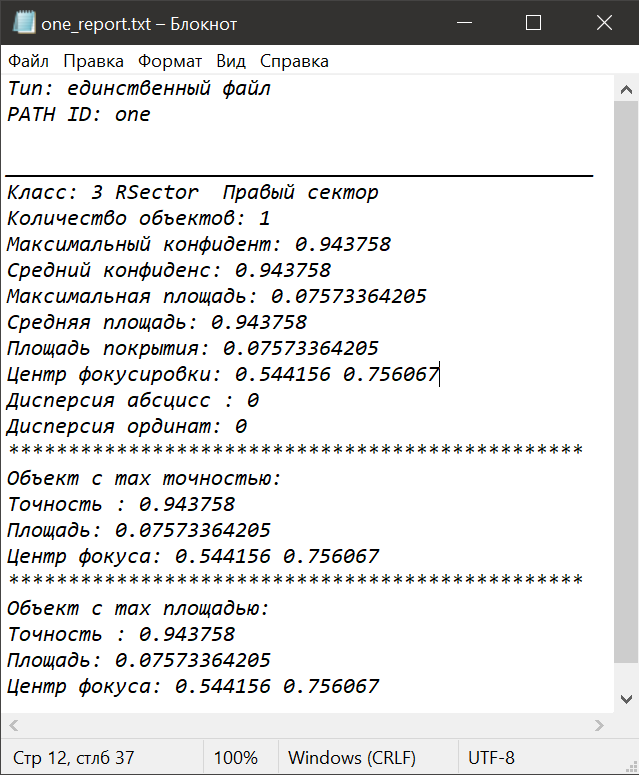 one_report.txt – Блокнот
Файл Правка Формат Вид Справка
Тип: единственный файл
PATH ID: one
_________________________________________________
Класс: 3 RSector  Правый сектор
Количество объектов: 1
Максимальный конфидент: 0.943758
Средний конфиденс: 0.943758
Максимальная площадь: 0.07573364205
Средняя площадь: 0.943758
Площадь покрытия: 0.07573364205
Центр фокусировки: 0.544156 0.756067
Дисперсия абсцисс : 0
Дисперсия ординат: 0
************************************************
Объект с max точностью:
Точность : 0.943758
Площадь: 0.07573364205
Центр фокуса: 0.544156 0.756067
************************************************
Объект с max площадью:
Точность : 0.943758
Площадь: 0.07573364205
Центр фокуса: 0.544156 0.756067
Стр 12, стлб 37 100% Windows (CRLF) UTF-8